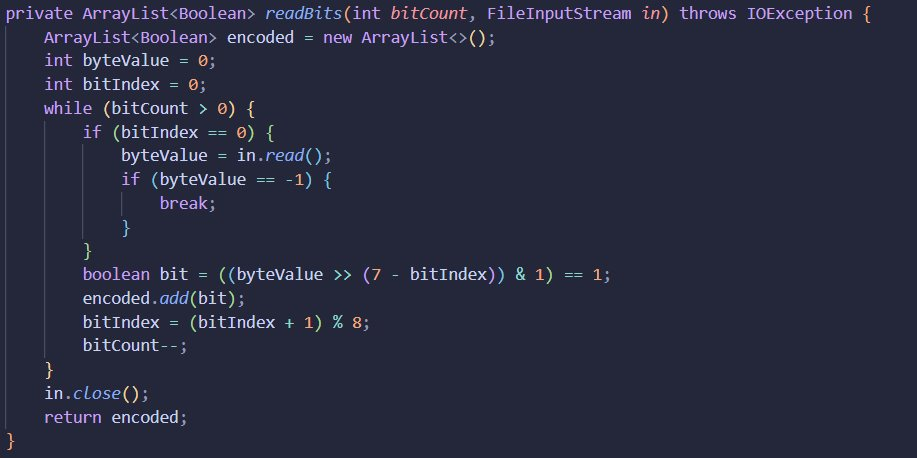 private ArrayList<Boolean> readBits(int bitCount, FileInputStream in) throws IOException {
    ArrayList<Boolean> encoded = new ArrayList<>();
    int byteValue = 0;
    int bitIndex = 0;
    while (bitCount > 0) {
        if (bitIndex == 0) {
            byteValue = in.read();
            if (byteValue == -1) {
                break;
            }
        }
        boolean bit = ((byteValue >> (7 - bitIndex)) & 1) == 1;
        encoded.add(bit);
        bitIndex = (bitIndex + 1) % 8;
        bitCount--;
    }
    in.close();
    return encoded;
}